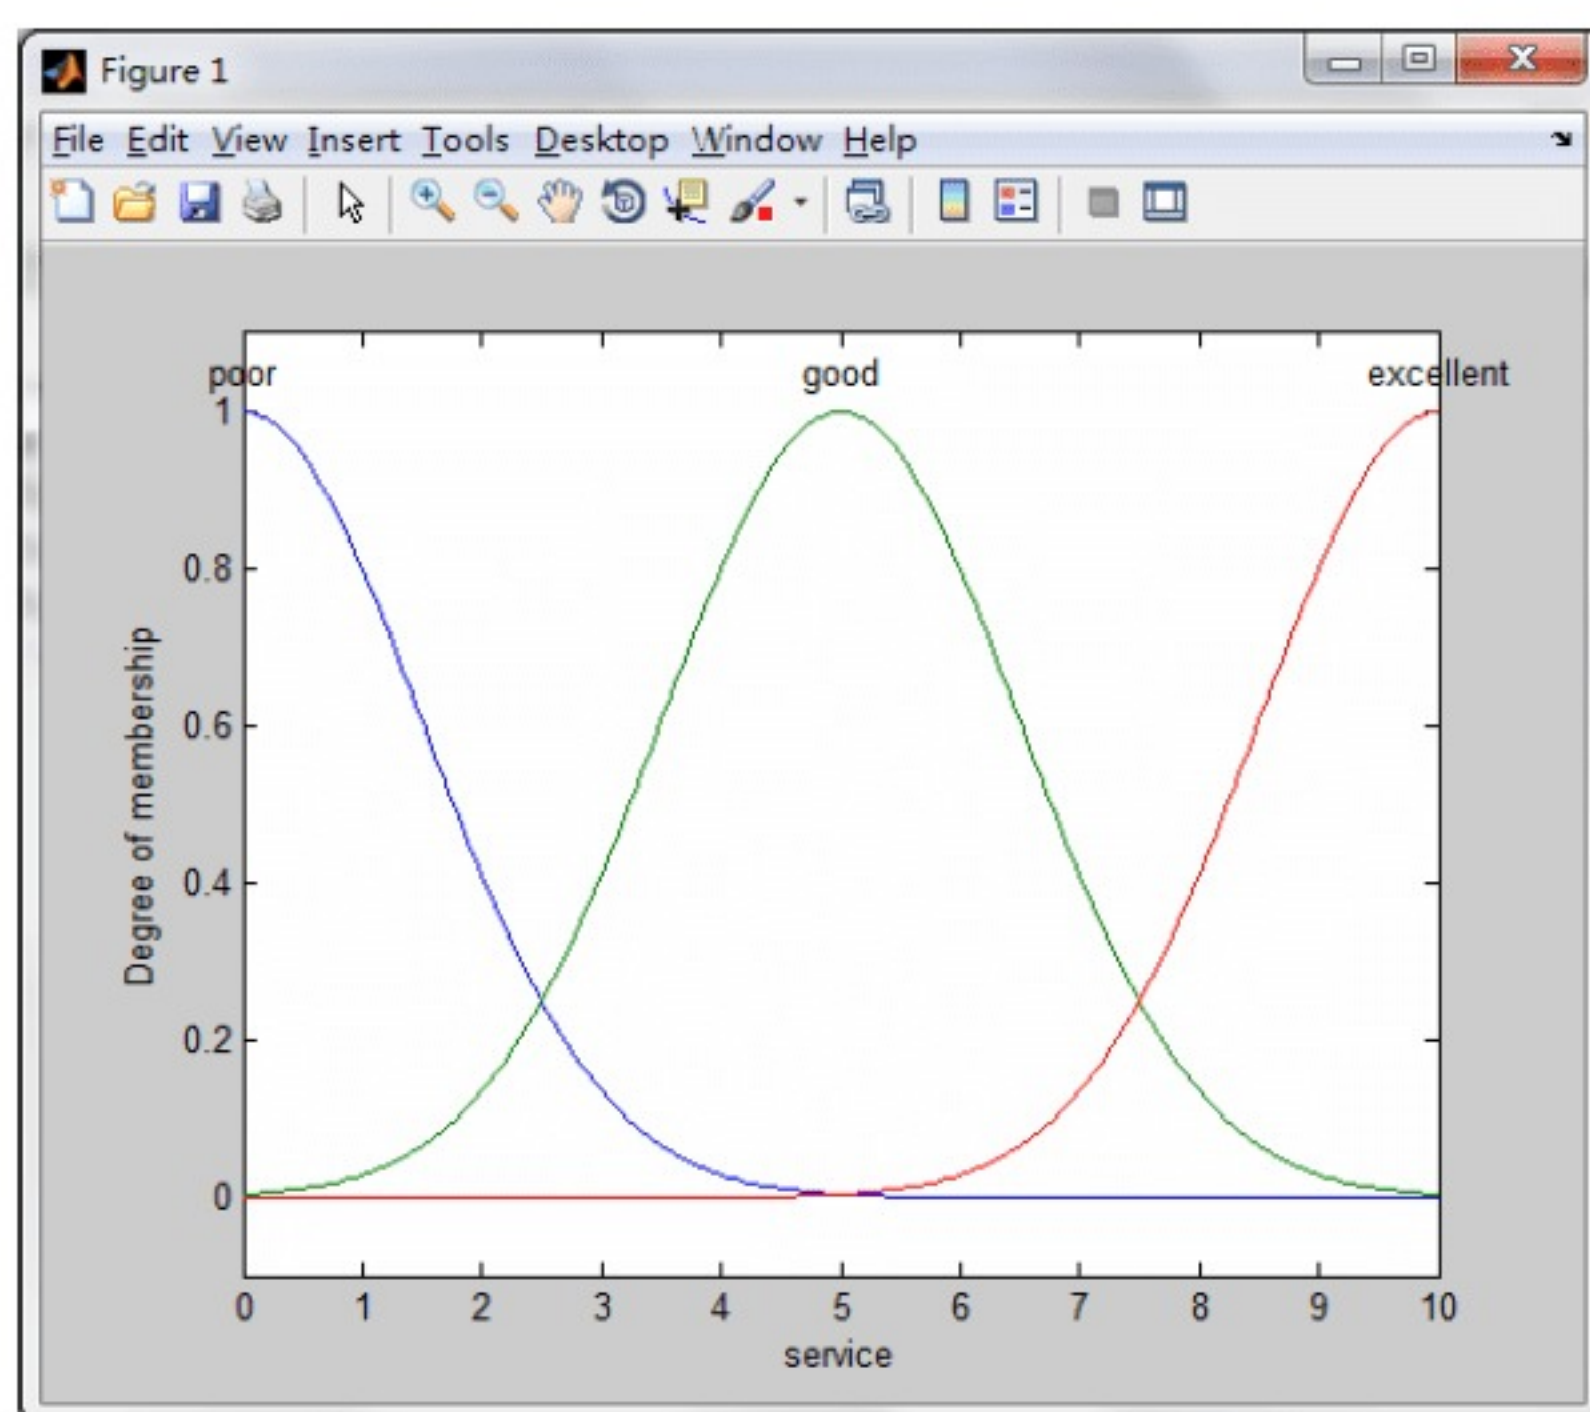 Figure 1
File Edit View Insert Tools Desktop Window Help
poor good excellent
1
0.8
0.6
0.4
0.2
0
Degree of membership
0 1 2 3 4 5 6 7 8 9 10
service